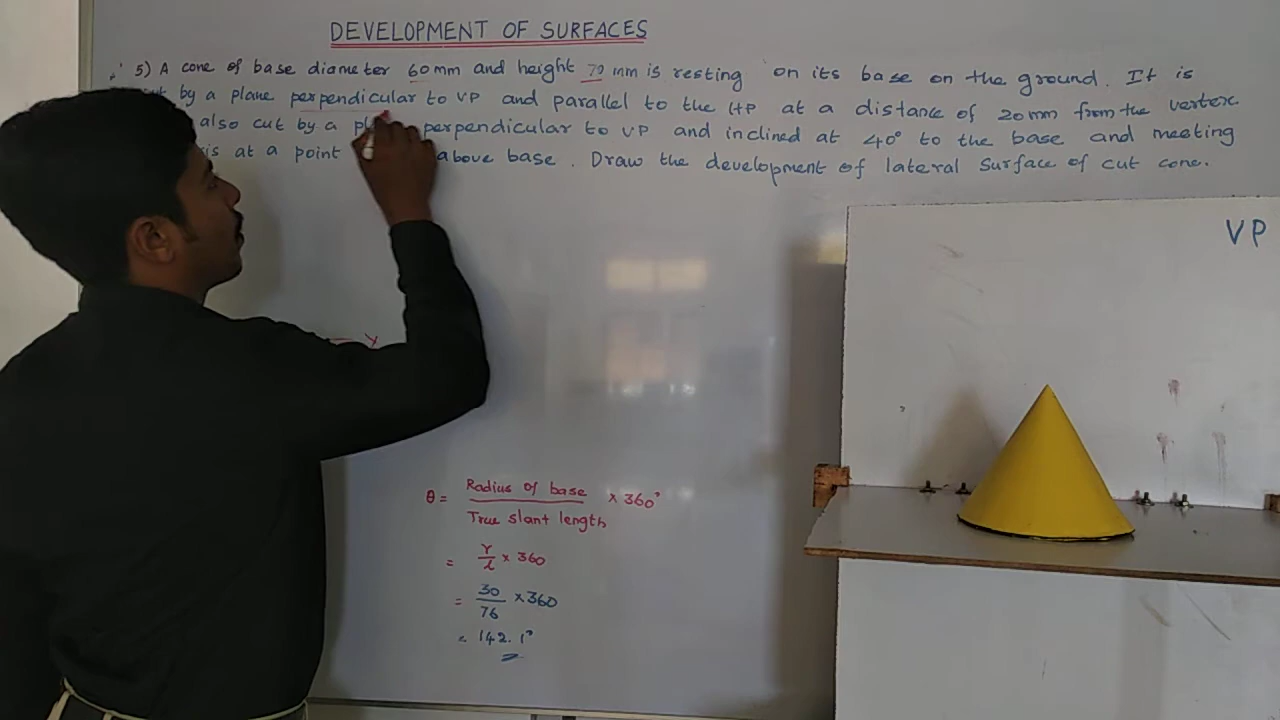 DEVELOPMENT OF SURFACES
5) A cone of base diameter 60mm and height 70 mm is resting on its base on the ground. It is
by a plane perpendicular to VP and parallel to the HP at a distance of 20mm from the vertex
also cut by a perpendicular to VP and inclined at 40° to the base and meeting
at a point above base. Draw the development of lateral surface of cut cone.
VP
Y
θ = Radius of base / True slant length × 360°
= r/l × 360
= 30/76 × 360
= 142.1°